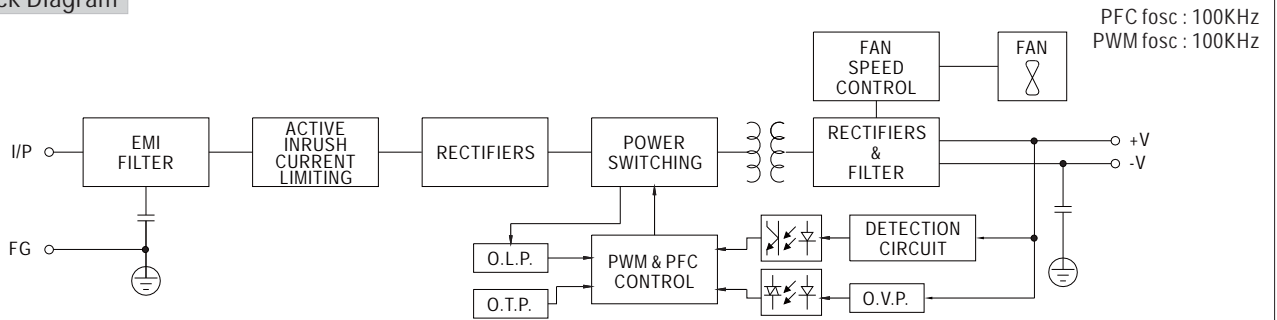 ck Diagram
PFC fosc : 100KHz
PWM fosc : 100KHz
FAN
SPEED
CONTROL
FAN
I/P
EMI
FILTER
ACTIVE
INRUSH
CURRENT
LIMITING
RECTIFIERS
POWER
SWITCHING
RECTIFIERS
&
FILTER
+V
-V
FG
O.L.P.
PWM & PFC
CONTROL
DETECTION
CIRCUIT
O.T.P.
O.V.P.